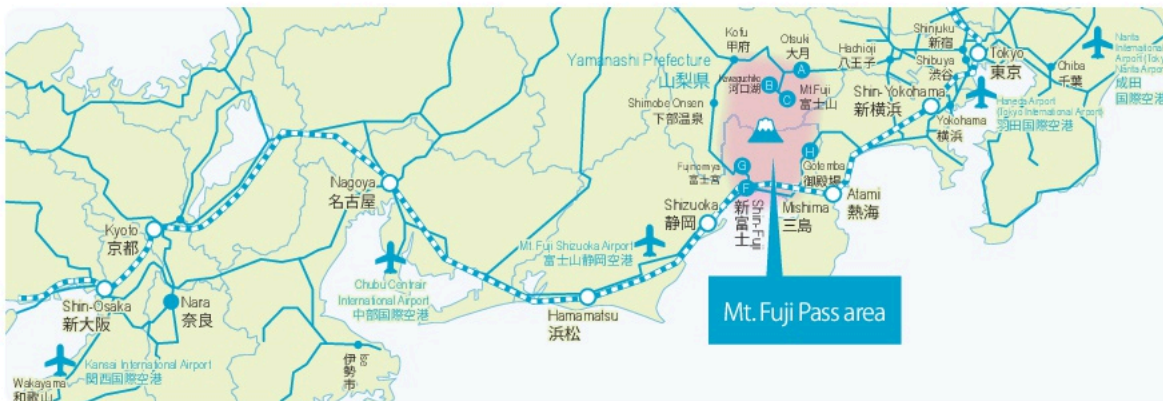 Kofu
甲府
Otsuki
大月
Hachioji
八王子
Shinjuku
新宿
Shibuya
渋谷
Tokyo
東京
Chiba
千葉
Narita
International
Airport (Tokyo
Narita Airport)
成田
国際空港
Yamanashi Prefecture
山梨県
Kawaguchiko
河口湖
A
B
C
Mt.Fuji
富士山
Shimobe Onsen
下部温泉
Shin-Yokohama
新横浜
Yokohama
横浜
Haneda Airport
(Tokyo International Airport)
羽田国際空港
H
Gotemba
御殿場
G
Fujinomiya
富士宮
F
Shin-Fuji
新富士
Mishima
三島
Atami
熱海
Nagoya
名古屋
Shizuoka
静岡
Kyoto
京都
Mt. Fuji Shizuoka Airport
富士山静岡空港
Chubu Centrair
International Airport
中部国際空港
Shin-Osaka
新大阪
Nara
奈良
Hamamatsu
浜松
Mt. Fuji Pass area
Kansai International Airport
関西国際空港
Ise
伊勢市
Wakayama
和歌山